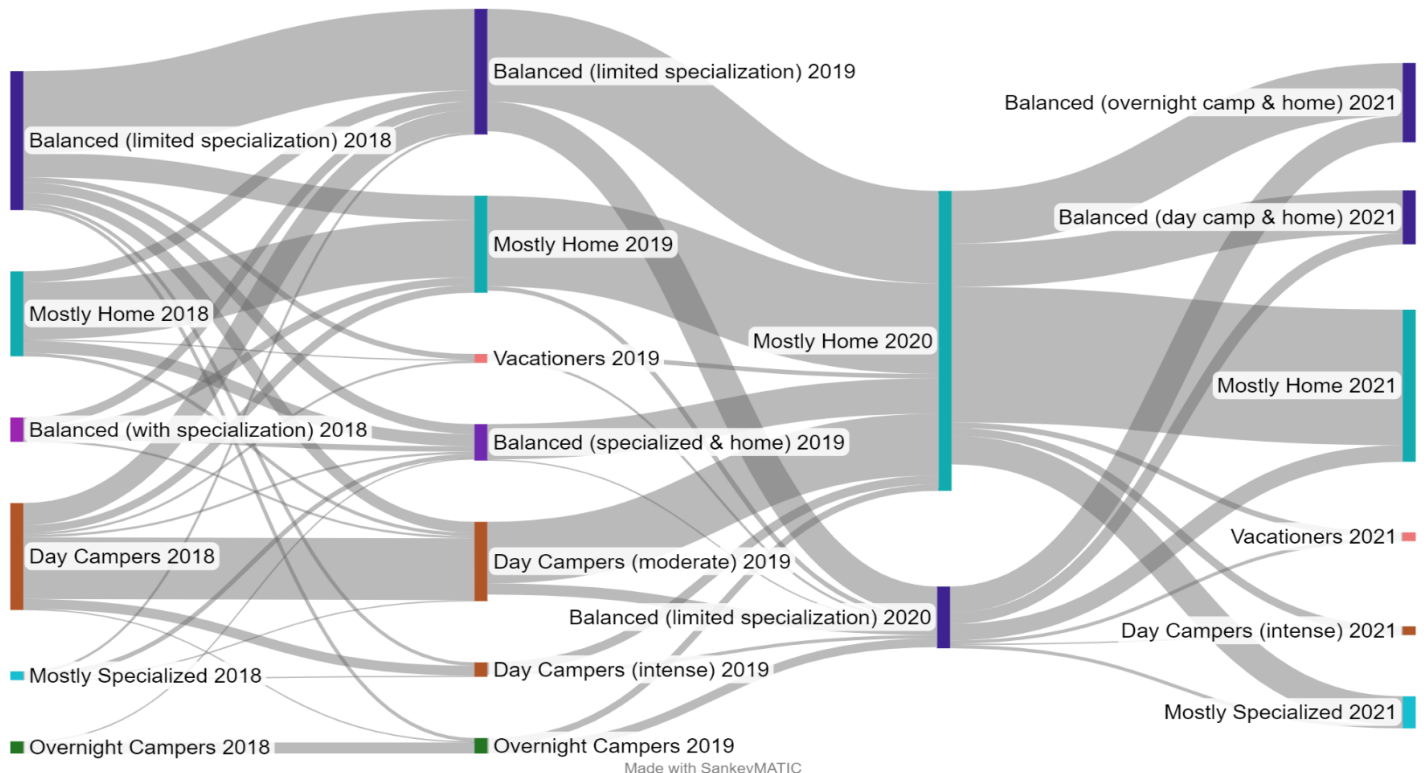 Balanced (limited specialization) 2018
Mostly Home 2018
Balanced (with specialization) 2018
Day Campers 2018
Mostly Specialized 2018
Overnight Campers 2018
Balanced (limited specialization) 2019
Mostly Home 2019
Vacationers 2019
Balanced (specialized & home) 2019
Day Campers (moderate) 2019
Day Campers (intense) 2019
Overnight Campers 2019
Mostly Home 2020
Balanced (limited specialization) 2020
Balanced (overnight camp & home) 2021
Balanced (day camp & home) 2021
Mostly Home 2021
Vacationers 2021
Day Campers (intense) 2021
Mostly Specialized 2021
Made with SankeyMATIC